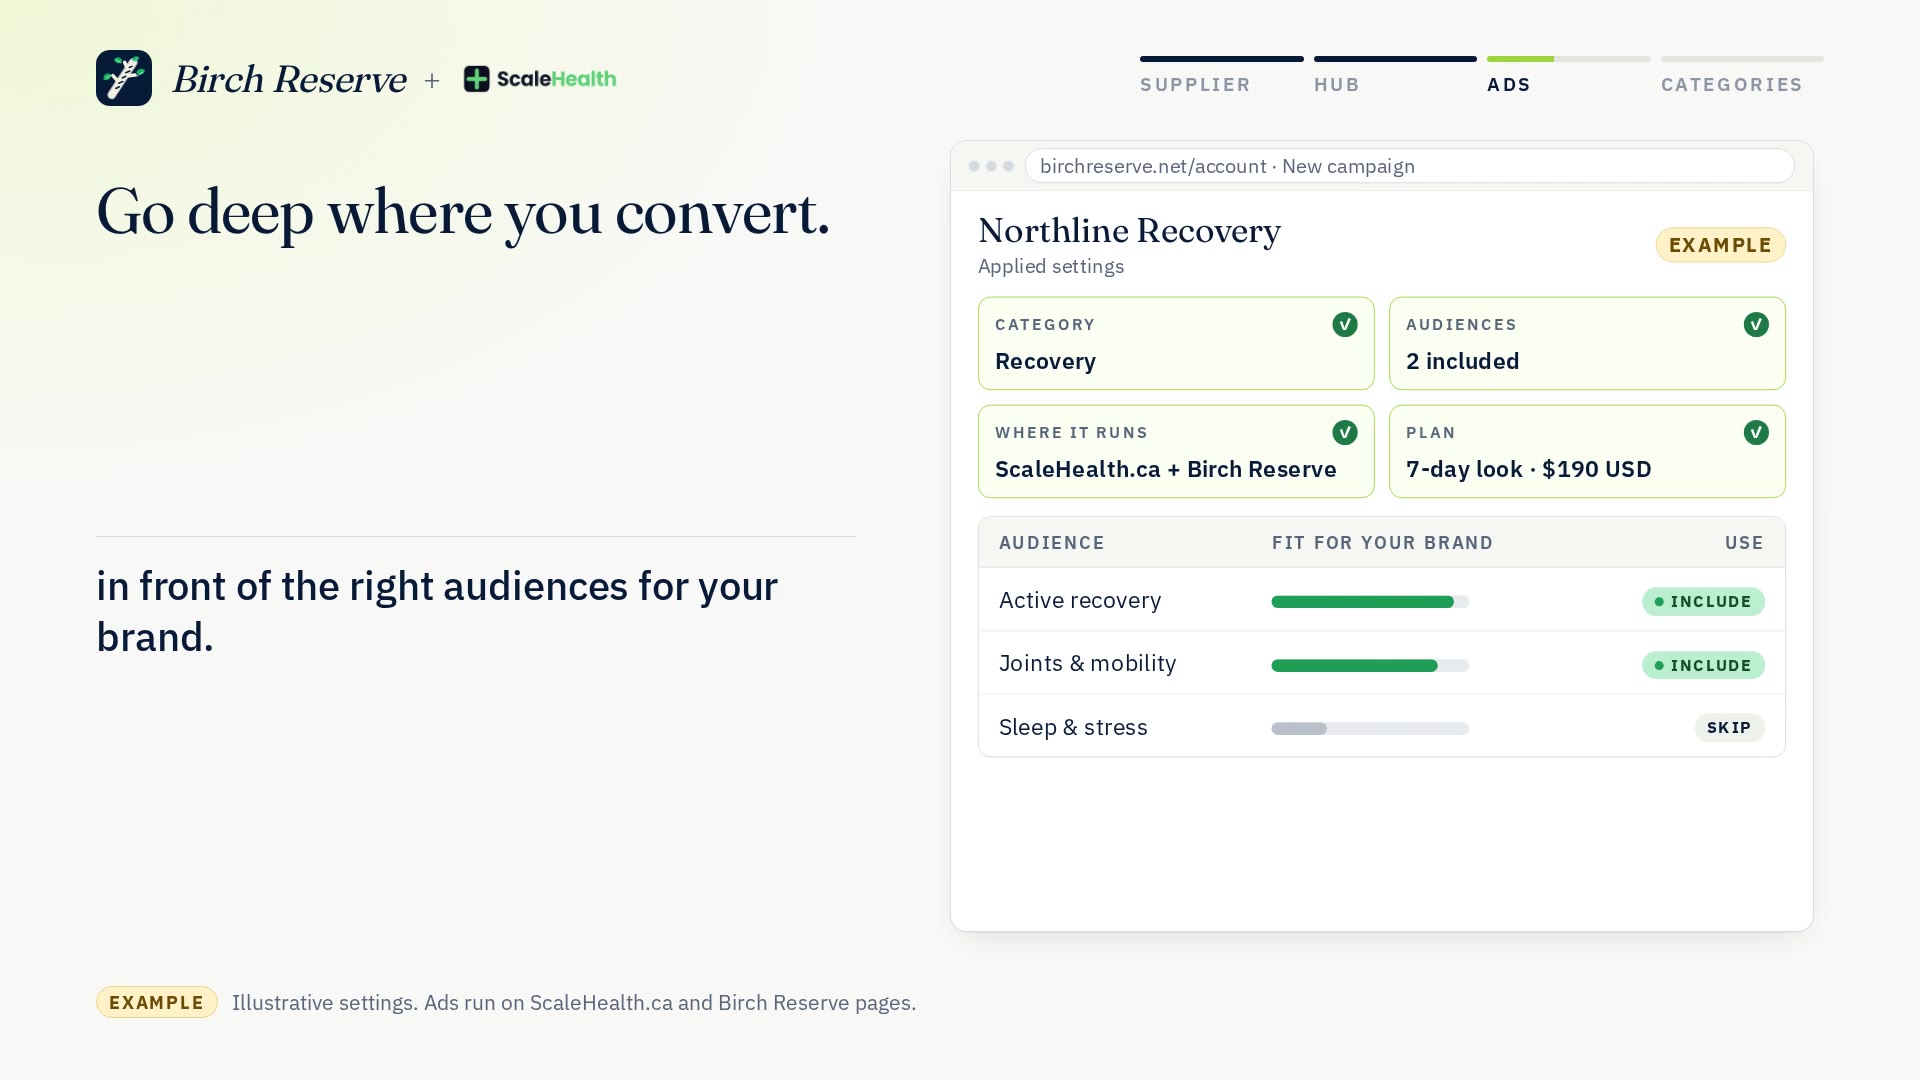 Birch Reserve + ScaleHealth
SUPPLIER HUB ADS CATEGORIES
Go deep where you convert.
in front of the right audiences for your
brand.
birchreserve.net/account · New campaign
Northline Recovery
Applied settings
EXAMPLE
CATEGORY
Recovery
AUDIENCES
2 included
WHERE IT RUNS
ScaleHealth.ca + Birch Reserve
PLAN
7-day look · $190 USD
AUDIENCE FIT FOR YOUR BRAND USE
Active recovery INCLUDE
Joints & mobility INCLUDE
Sleep & stress SKIP
EXAMPLE Illustrative settings. Ads run on ScaleHealth.ca and Birch Reserve pages.